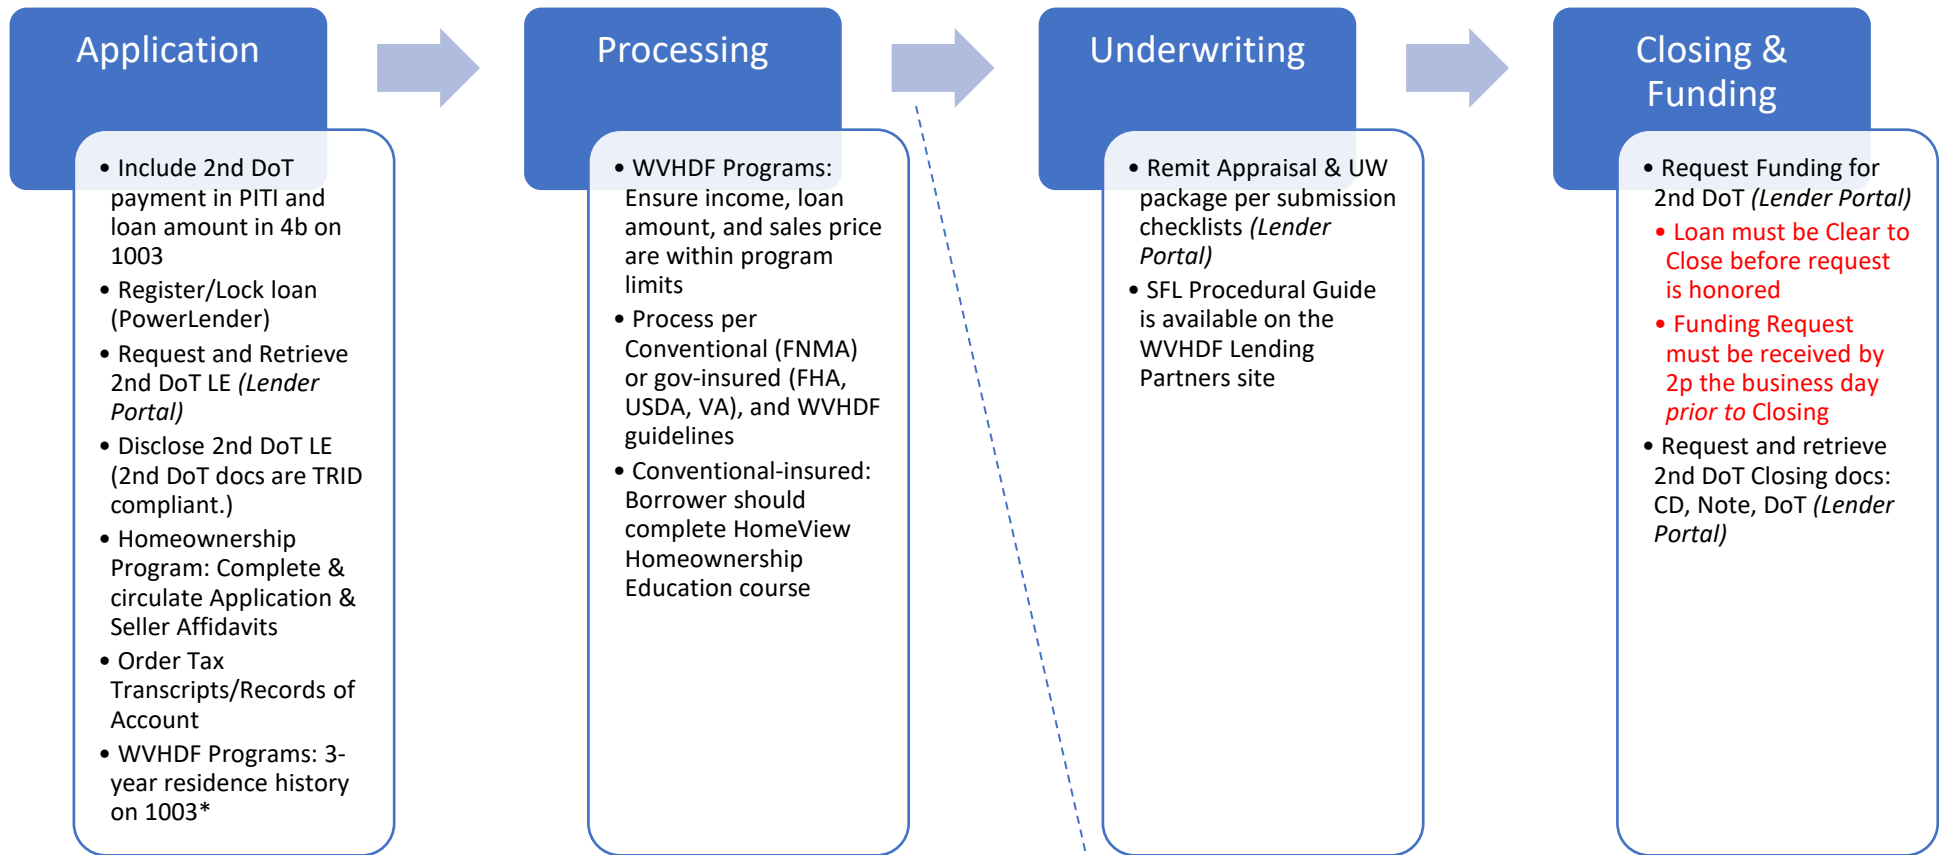 Application
• Include 2nd DoT
payment in PITI and
loan amount in 4b on
1003
• Register/Lock loan
(PowerLender)
• Request and Retrieve
2nd DoT LE (Lender
Portal)
• Disclose 2nd DoT LE
(2nd DoT docs are TRID
compliant.)
• Homeownership
Program: Complete &
circulate Application &
Seller Affidavits
• Order Tax
Transcripts/Records of
Account
• WVHDF Programs: 3-
year residence history
on 1003*
Processing
• WVHDF Programs:
Ensure income, loan
amount, and sales price
are within program
limits
• Process per
Conventional (FNMA)
or gov-insured (FHA,
USDA, VA), and WVHDF
guidelines
• Conventional-insured:
Borrower should
complete HomeView
Homeownership
Education course
Underwriting
• Remit Appraisal & UW
package per submission
checklists (Lender
Portal)
• SFL Procedural Guide
is available on the
WVHDF Lending
Partners site
Closing &
Funding
• Request Funding for
2nd DoT (Lender Portal)
• Loan must be Clear to
Close before request
is honored
• Funding Request
must be received by
2p the business day
prior to Closing
• Request and retrieve
2nd DoT Closing docs:
CD, Note, DoT (Lender
Portal)